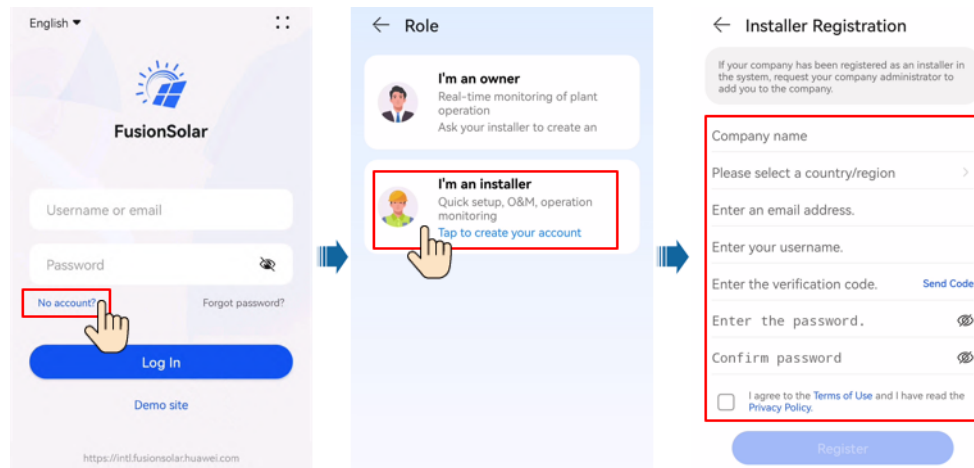 English
FusionSolar
Username or email
Password
No account?
Forgot password?
Log In
Demo site
https://intl.fusionsolar.huawei.com
Role
I'm an owner
Real-time monitoring of plant
operation
Ask your installer to create an
I'm an installer
Quick setup, O&M, operation
monitoring
Tap to create your account
Installer Registration
If your company has been registered as an installer in
the system, request your company administrator to
add you to the company.
Company name
Please select a country/region
Enter an email address.
Enter your username.
Enter the verification code. Send Code
Enter the password.
Confirm password
I agree to the Terms of Use and I have read the
Privacy Policy.
Register